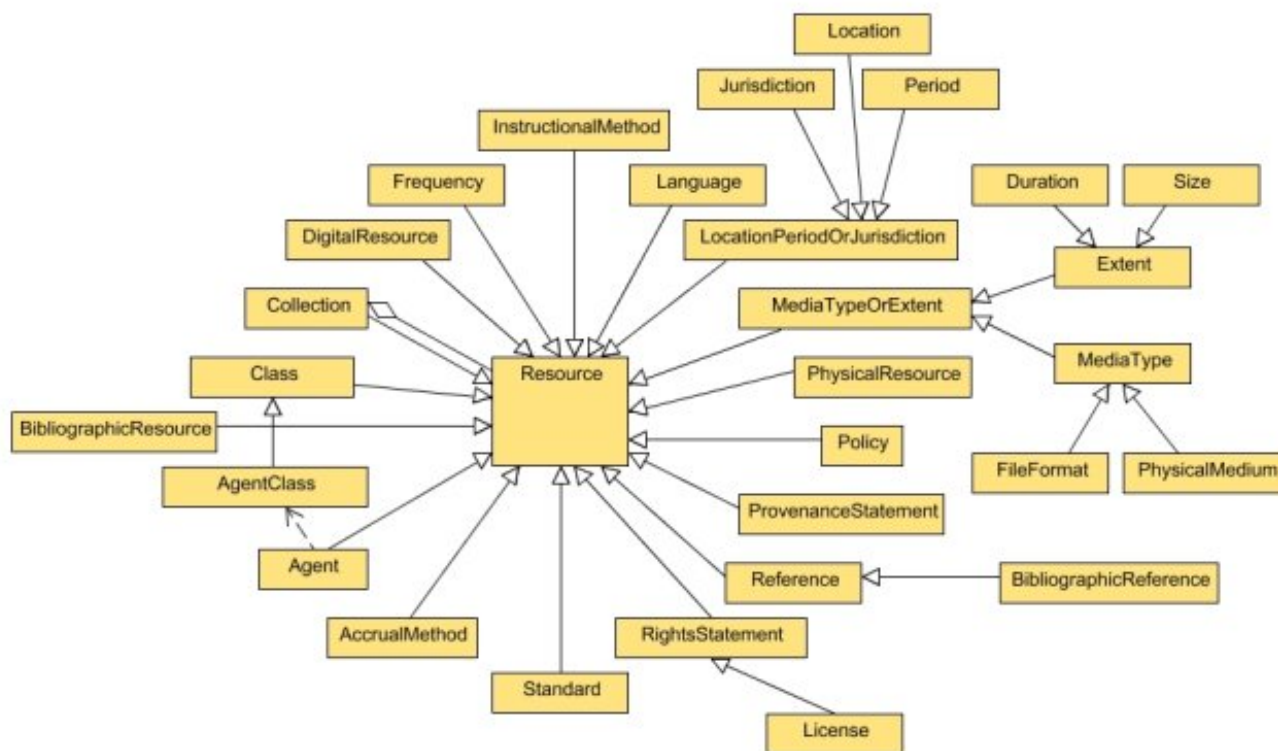 Location
Jurisdiction
Period
InstructionalMethod
Frequency
Language
Duration
Size
DigitalResource
LocationPeriodOrJurisdiction
Extent
Collection
MediaTypeOrExtent
Class
Resource
PhysicalResource
MediaType
BibliographicResource
Policy
AgentClass
FileFormat
PhysicalMedium
ProvenanceStatement
Agent
Reference
BibliographicReference
AccrualMethod
RightsStatement
Standard
License